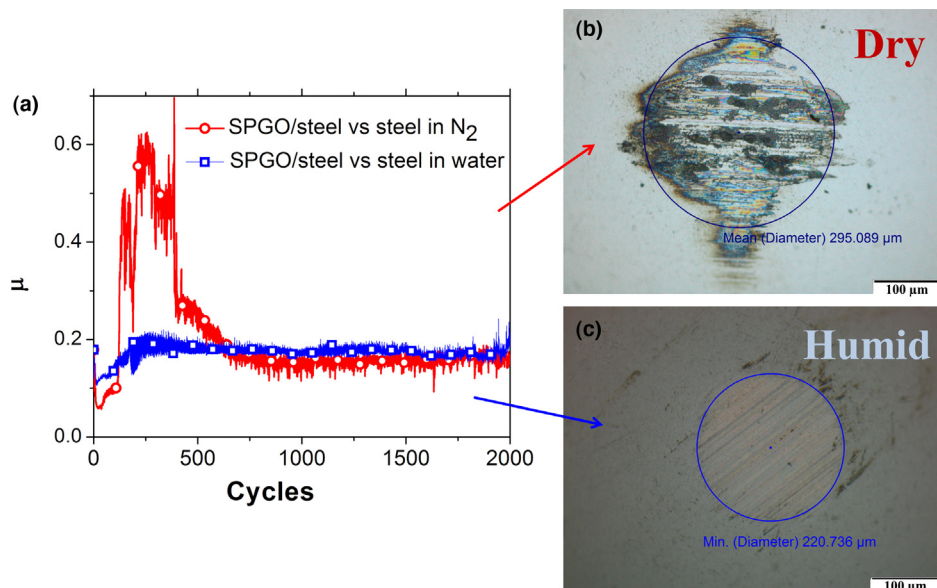 (a)
0.6
0.4
0.2
0.0
μ
0
500
1000
1500
2000
Cycles
SPGO/steel vs steel in N2
SPGO/steel vs steel in water
(b)
Dry
Mean (Diameter) 295.089 μm
100 μm
(c)
Humid
Min. (Diameter) 220.736 μm
100 μm